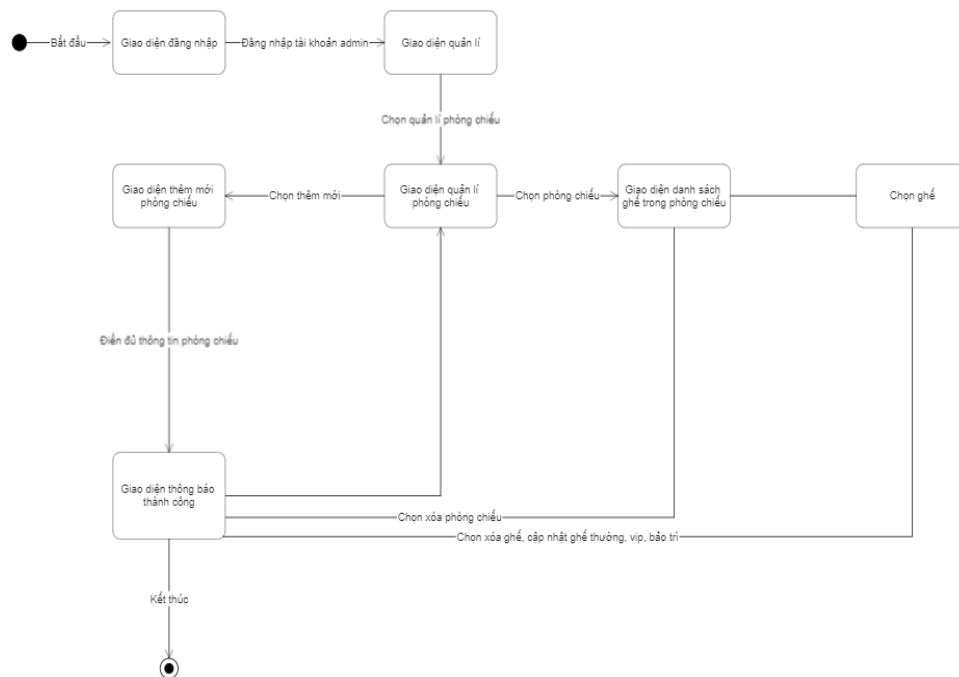 Bắt đầu
Giao diện đăng nhập
Đăng nhập tài khoản admin
Giao diện quản lí
Chọn quản lí phòng chiếu
Giao diện thêm mới
phòng chiếu
Chọn thêm mới
Giao diện quản lí
phòng chiếu
Chọn phòng chiếu
Giao diện danh sách
ghế trong phòng chiếu
Chọn ghế
Điền đủ thông tin phòng chiếu
Giao diện thông báo
thành công
Chọn xóa phòng chiếu
Chọn xóa ghế, cập nhật ghế thường, vip, bảo trì
Kết thúc